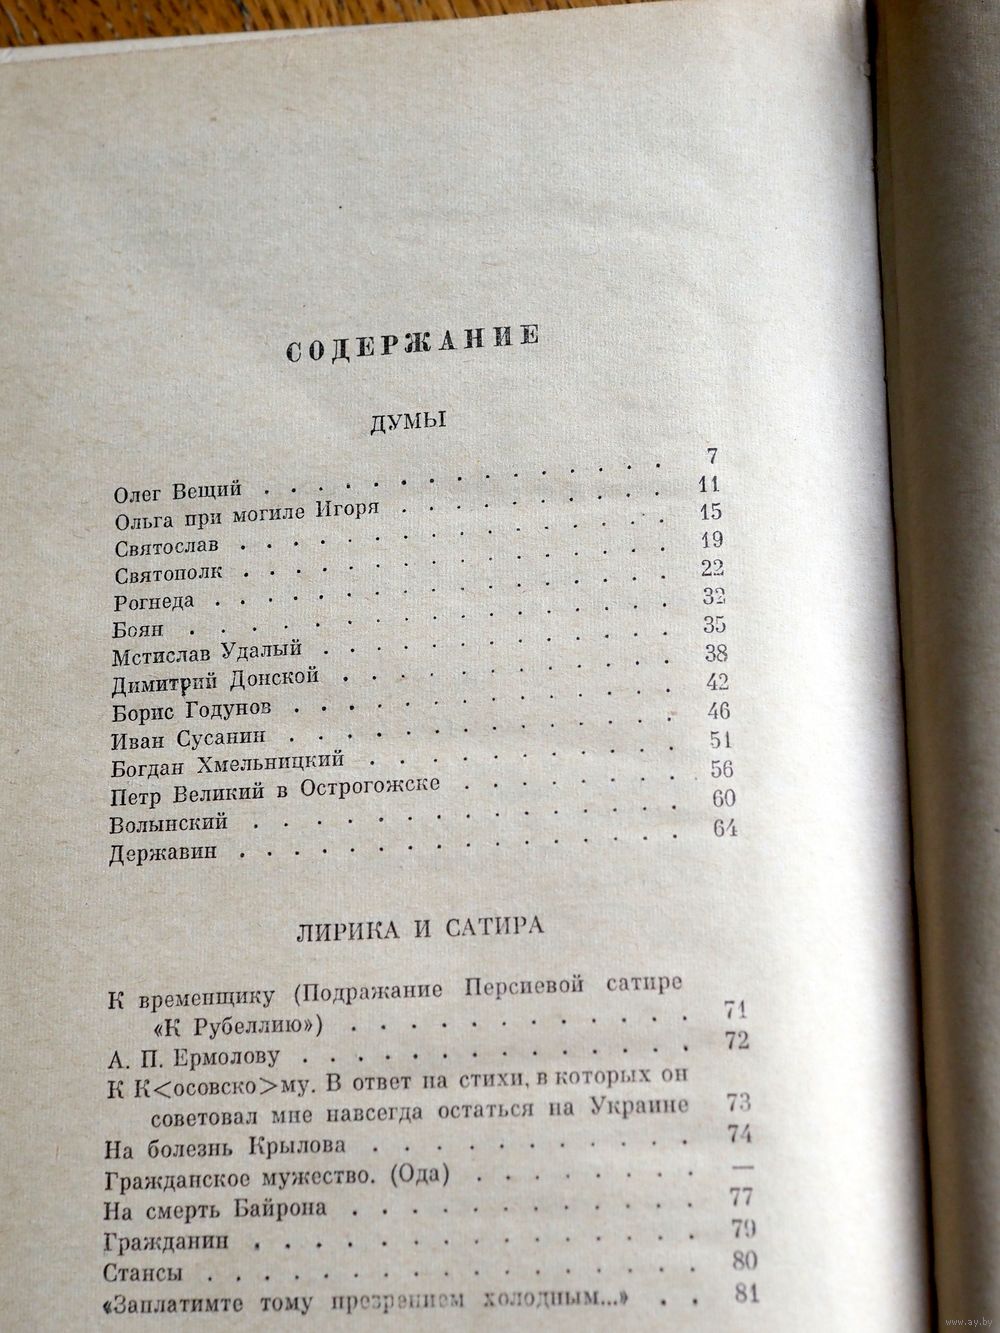 СОДЕРЖАНИЕ
ДУМЫ
Олег Вещий . . . . . . . . . . . . . . . 7
Ольга при могиле Игоря . . . . . . . . . . 11
Святослав . . . . . . . . . . . . . . . . 15
Святополк . . . . . . . . . . . . . . . . 19
Рогнеда . . . . . . . . . . . . . . . . . 22
Боян . . . . . . . . . . . . . . . . . . 32
Мстислав Удалый . . . . . . . . . . . . . 35
Димитрий Донской . . . . . . . . . . . . 38
Борис Годунов . . . . . . . . . . . . . . 42
Иван Сусанин . . . . . . . . . . . . . . 46
Богдан Хмельницкий . . . . . . . . . . . 51
Петр Великий в Острогожске . . . . . . . . 56
Волынский . . . . . . . . . . . . . . . 60
Державин . . . . . . . . . . . . . . . . 64
ЛИРИКА И САТИРА
К временщику (Подражание Персиевой сатире
«К Рубеллию») . . . . . . . . . . . . 71
А. П. Ермолову . . . . . . . . . . . . . 72
К К<осовско>му. В ответ на стихи, в которых он
советовал мне навсегда остаться на Украине 73
На болезнь Крылова . . . . . . . . . . . 74
Гражданское мужество. (Ода) . . . . . . . . —
На смерть Байрона . . . . . . . . . . . . 77
Гражданин . . . . . . . . . . . . . . . 79
Стансы . . . . . . . . . . . . . . . . . 80
«Заплатимте тому презрением холодным...» . . 81
www.ay.by